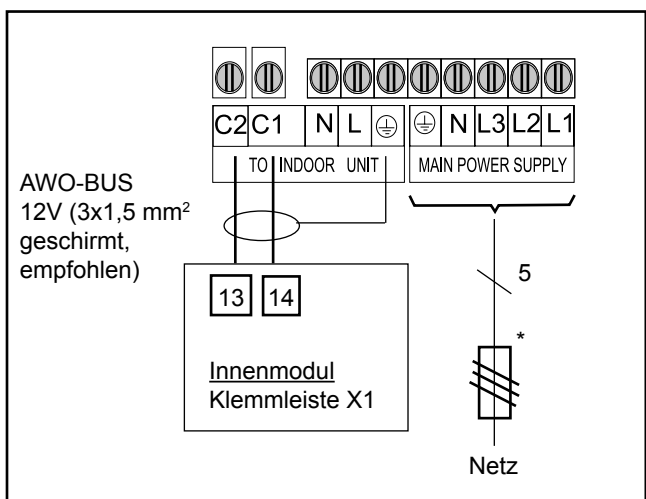 C2 C1 N L ⏚ ⏚ N L3 L2 L1
TO INDOOR UNIT MAIN POWER SUPPLY
AWO-BUS
12V (3x1,5 mm²
geschirmt,
empfohlen)
5
13 14
*
Innenmodul
Klemmleiste X1
Netz